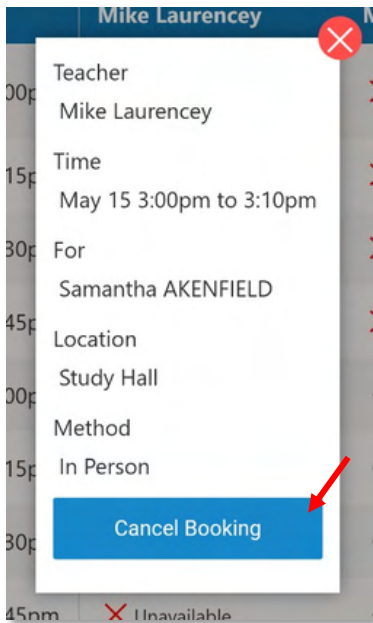 Mike Laurencey
Teacher
Mike Laurencey
Time
May 15 3:00pm to 3:10pm
For
Samantha AKENFIELD
Location
Study Hall
Method
In Person
Cancel Booking
45pm Unavailable